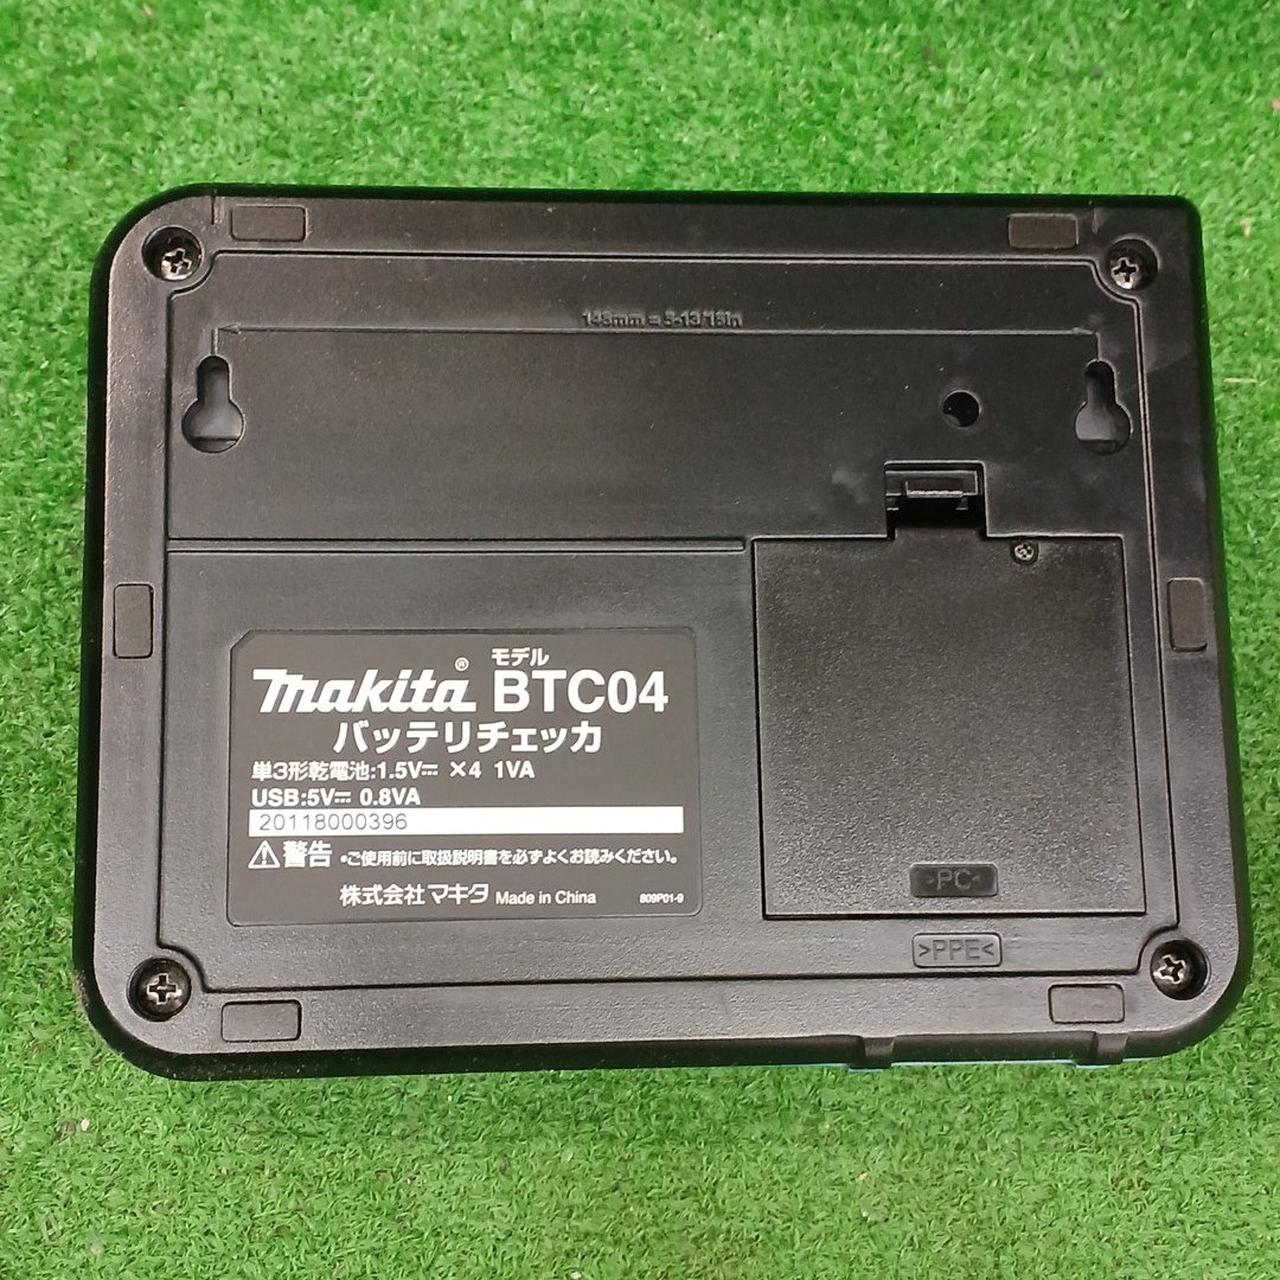 148mm = 5-13/16in
モデル
makita® BTC04
バッテリチェッカ
単3形乾電池:1.5V⎓ ×4 1VA
USB:5V⎓ 0.8VA
20118000396
⚠警告 •ご使用前に取扱説明書を必ずよくお読みください。
株式会社マキタ Made in China 809P01-9
>PC<
>PPE<